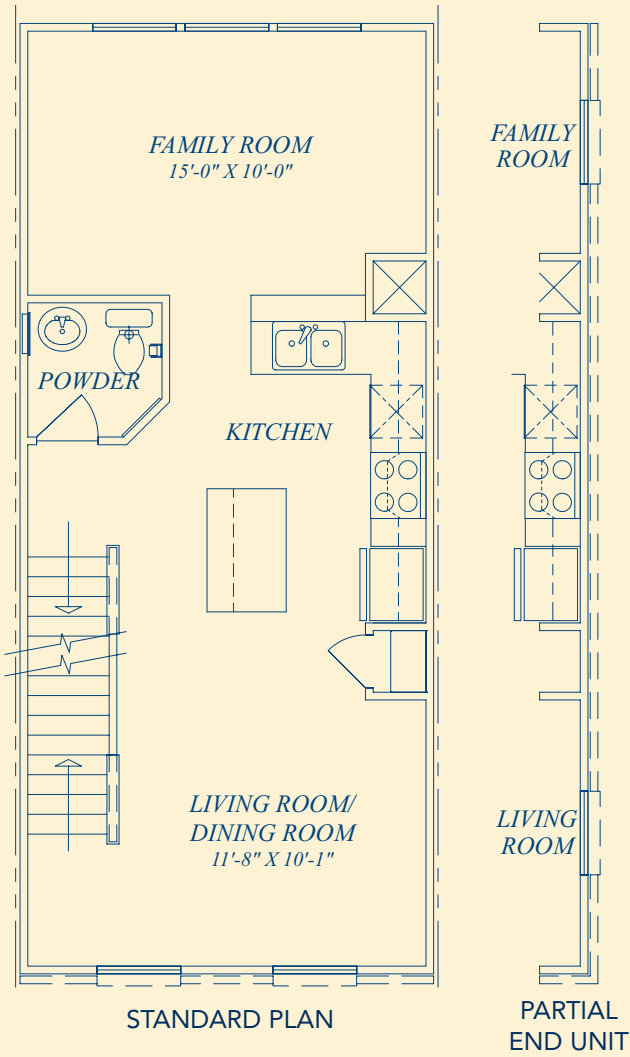 FAMILY ROOM
15'-0" X 10'-0"
POWDER
KITCHEN
LIVING ROOM/
DINING ROOM
11'-8" X 10'-1"
STANDARD PLAN
FAMILY
ROOM
LIVING
ROOM
PARTIAL
END UNIT